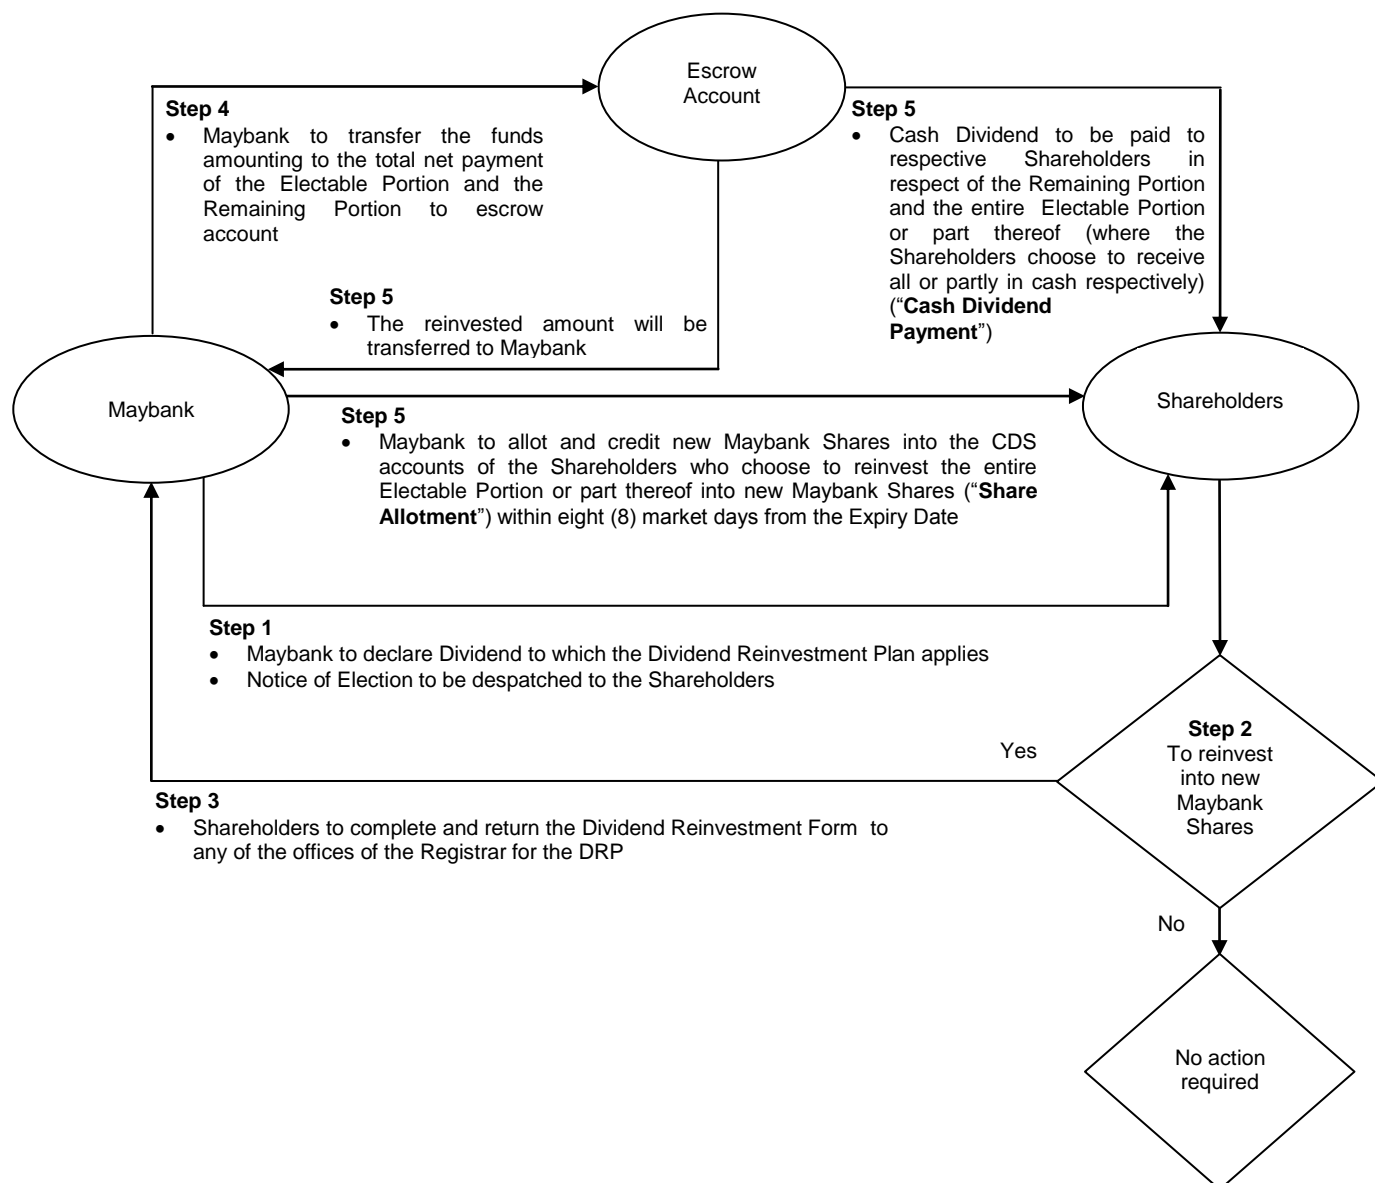 Escrow
Account
Step 4
• Maybank to transfer the funds
amounting to the total net payment
of the Electable Portion and the
Remaining Portion to escrow
account
Step 5
• Cash Dividend to be paid to
respective Shareholders in
respect of the Remaining Portion
and the entire Electable Portion
or part thereof (where the
Shareholders choose to receive
all or partly in cash respectively)
(“Cash Dividend
Payment”)
Step 5
• The reinvested amount will be
transferred to Maybank
Maybank
Shareholders
Step 5
• Maybank to allot and credit new Maybank Shares into the CDS
accounts of the Shareholders who choose to reinvest the entire
Electable Portion or part thereof into new Maybank Shares (“Share
Allotment”) within eight (8) market days from the Expiry Date
Step 1
• Maybank to declare Dividend to which the Dividend Reinvestment Plan applies
• Notice of Election to be despatched to the Shareholders
Step 2
To reinvest
into new
Maybank
Shares
Yes
Step 3
• Shareholders to complete and return the Dividend Reinvestment Form to
any of the offices of the Registrar for the DRP
No
No action
required